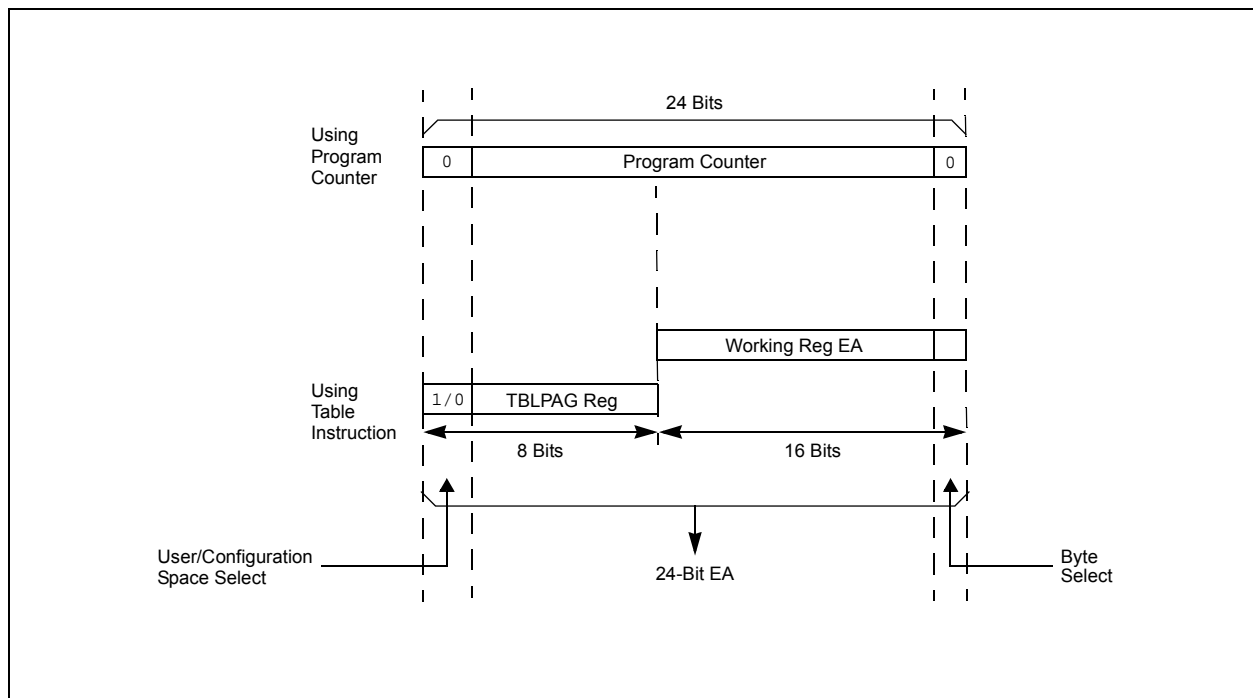 24 Bits
Using
Program
Counter
0
Program Counter
0
Working Reg EA
Using
Table
Instruction
1/0
TBLPAG Reg
8 Bits
16 Bits
User/Configuration
Space Select
24-Bit EA
Byte
Select